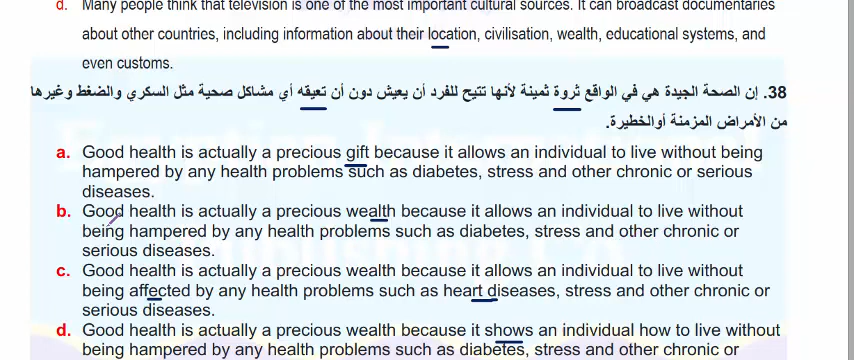 d. Many people think that television is one of the most important cultural sources. It can broadcast documentaries
about other countries, including information about their location, civilisation, wealth, educational systems, and
even customs.
38. إن الصحة الجيدة هي في الواقع ثروة ثمينة لأنها تتيح للفرد أن يعيش دون أن تعيقه أي مشاكل صحية مثل السكري والضغط وغيرها
من الأمراض المزمنة أوالخطيرة.
a. Good health is actually a precious gift because it allows an individual to live without being
hampered by any health problems such as diabetes, stress and other chronic or serious
diseases.
b. Good health is actually a precious wealth because it allows an individual to live without
being hampered by any health problems such as diabetes, stress and other chronic or
serious diseases.
c. Good health is actually a precious wealth because it allows an individual to live without
being affected by any health problems such as heart diseases, stress and other chronic or
serious diseases.
d. Good health is actually a precious wealth because it shows an individual how to live without
being hampered by any health problems such as diabetes, stress and other chronic or